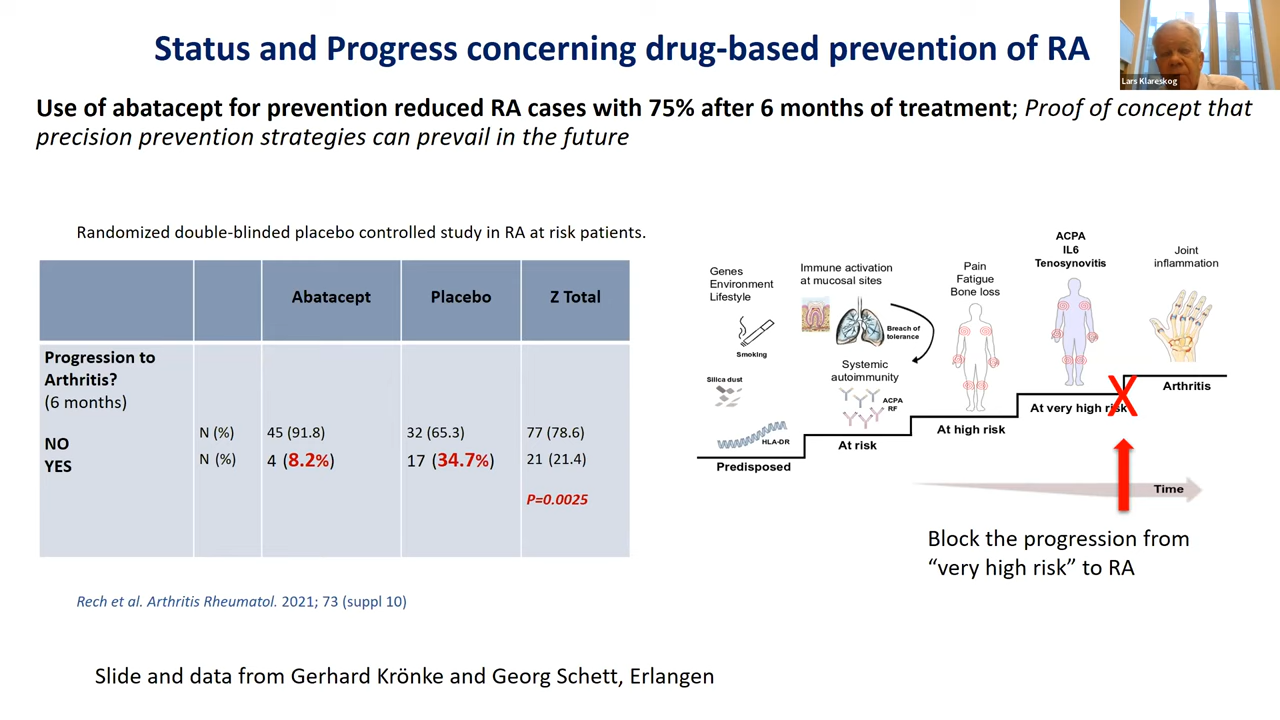 Status and Progress concerning drug-based prevention of RA
Lars Klareskog
Use of abatacept for prevention reduced RA cases with 75% after 6 months of treatment; Proof of concept that
precision prevention strategies can prevail in the future
Randomized double-blinded placebo controlled study in RA at risk patients.
Abatacept Placebo Z Total
Progression to
Arthritis?
(6 months)
NO N (%) 45 (91.8) 32 (65.3) 77 (78.6)
YES N (%) 4 (8.2%) 17 (34.7%) 21 (21.4)
P=0.0025
Rech et al. Arthritis Rheumatol. 2021; 73 (suppl 10)
Genes
Environment
Lifestyle
Smoking
Silica dust
HLA-DR
Predisposed
Immune activation
at mucosal sites
Breach of
tolerance
Systemic
autoimmunity
ACPA
RF
At risk
Pain
Fatigue
Bone loss
At high risk
ACPA
IL6
Tenosynovitis
At very high risk
X
Joint
inflammation
Arthritis
Time
Block the progression from
“very high risk” to RA
Slide and data from Gerhard Krönke and Georg Schett, Erlangen